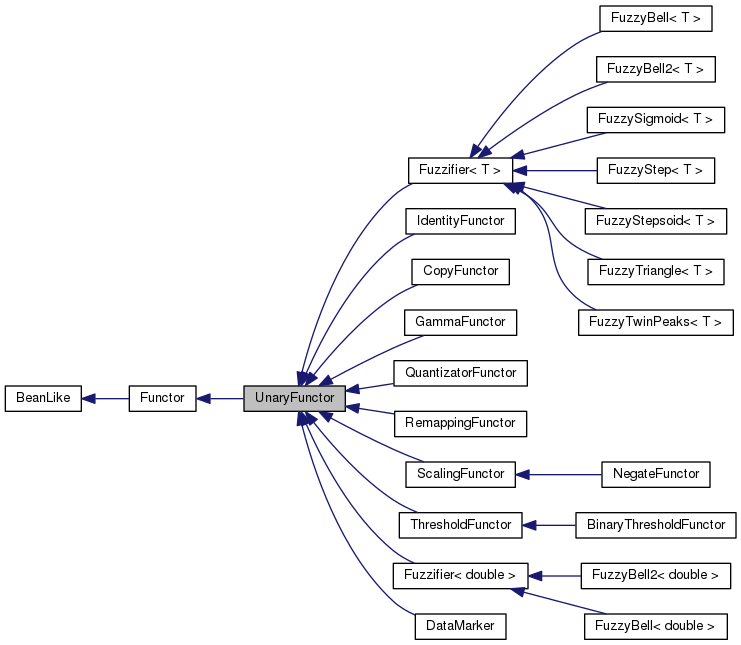 FuzzyBell< T >
FuzzyBell2< T >
FuzzySigmoid< T >
Fuzzifier< T >
FuzzyStep< T >
IdentityFunctor
FuzzyStepsoid< T >
CopyFunctor
FuzzyTriangle< T >
GammaFunctor
FuzzyTwinPeaks< T >
QuantizatorFunctor
BeanLike
Functor
UnaryFunctor
RemappingFunctor
ScalingFunctor
NegateFunctor
ThresholdFunctor
BinaryThresholdFunctor
Fuzzifier< double >
FuzzyBell2< double >
DataMarker
FuzzyBell< double >